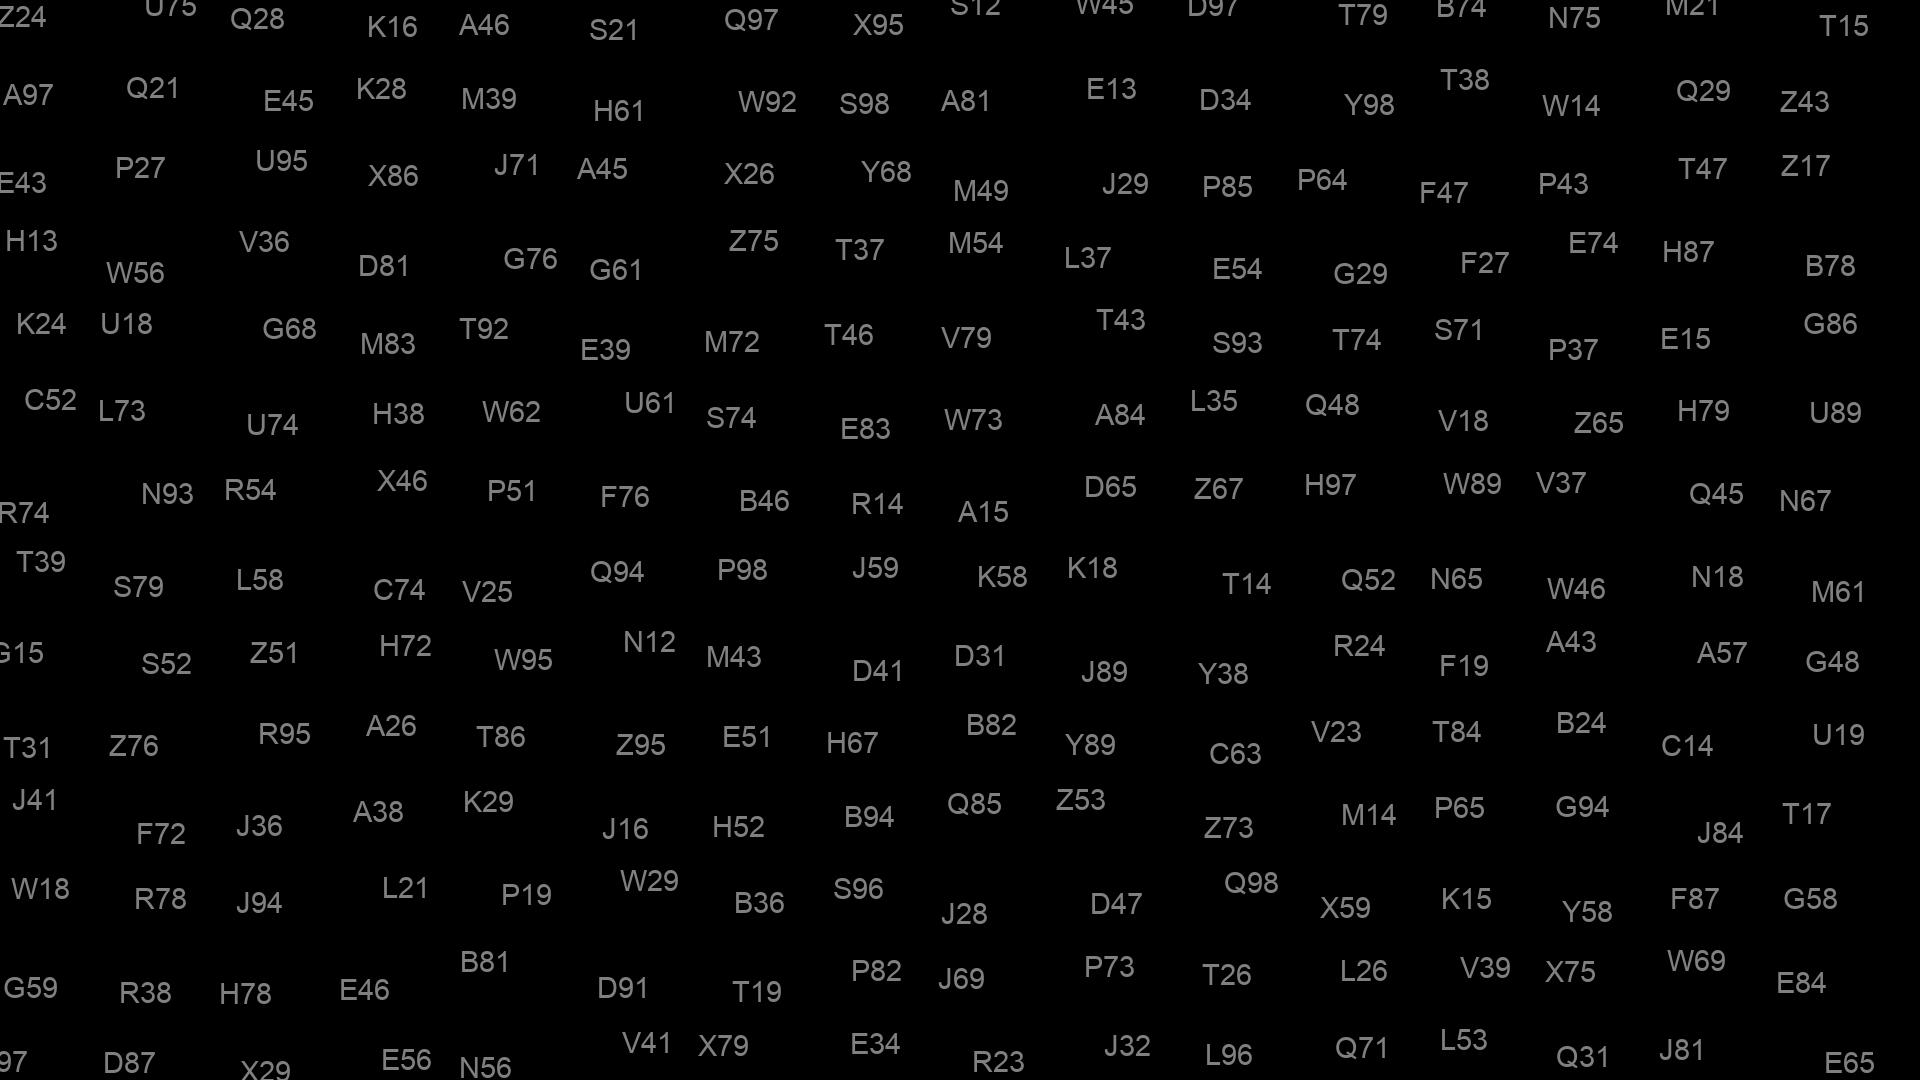 Z24 U75 Q28 K16 A46 S21 Q97 X95 S12 W45 D97 T79 B74 N75 M21 T15
A97 Q21 E45 K28 M39 H61 W92 S98 A81 E13 D34 Y98 T38 W14 Q29 Z43
E43 P27 U95 X86 J71 A45 X26 Y68 M49 J29 P85 P64 F47 P43 T47 Z17
H13 W56 V36 D81 G76 G61 Z75 T37 M54 L37 E54 G29 F27 E74 H87 B78
K24 U18 G68 M83 T92 E39 M72 T46 V79 T43 S93 T74 S71 P37 E15 G86
C52 L73 U74 H38 W62 U61 S74 E83 W73 A84 L35 Q48 V18 Z65 H79 U89
R74 N93 R54 X46 P51 F76 B46 R14 A15 D65 Z67 H97 W89 V37 Q45 N67
T39 S79 L58 C74 V25 Q94 P98 J59 K58 K18 T14 Q52 N65 W46 N18 M61
G15 S52 Z51 H72 W95 N12 M43 D41 D31 J89 Y38 R24 F19 A43 A57 G48
T31 Z76 R95 A26 T86 Z95 E51 H67 B82 Y89 C63 V23 T84 B24 C14 U19
J41 F72 J36 A38 K29 J16 H52 B94 Q85 Z53 Z73 M14 P65 G94 J84 T17
W18 R78 J94 L21 P19 W29 B36 S96 J28 D47 Q98 X59 K15 Y58 F87 G58
G59 R38 H78 E46 B81 D91 T19 P82 J69 P73 T26 L26 V39 X75 W69 E84
97 D87 X29 E56 N56 V41 X79 E34 R23 J32 L96 Q71 L53 Q31 J81 E65